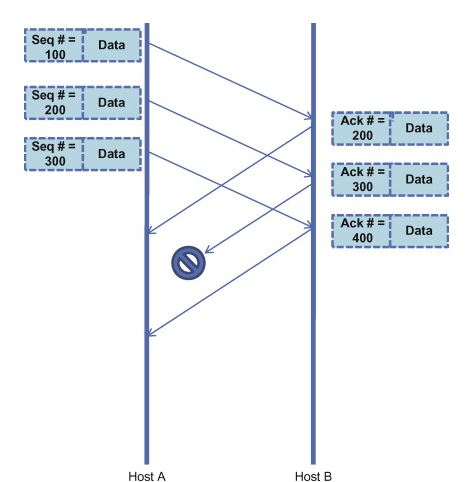 Seq # =
100
Data
Seq # =
200
Data
Seq # =
300
Data
Ack # =
200
Data
Ack # =
300
Data
Ack # =
400
Data
Host A
Host B